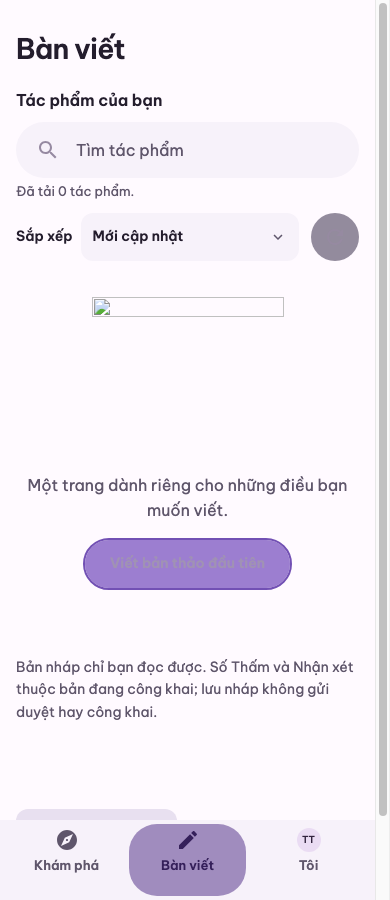 Bàn viết
Tác phẩm của bạn
Tìm tác phẩm
Đã tải 0 tác phẩm.
Sắp xếp
Mới cập nhật
Một trang dành riêng cho những điều bạn
muốn viết.
Viết bản thảo đầu tiên
Bản nháp chỉ bạn đọc được. Số Thấm và Nhận xét
thuộc bản đang công khai; lưu nháp không gửi
duyệt hay công khai.
Khám phá
Bàn viết
TT
Tôi